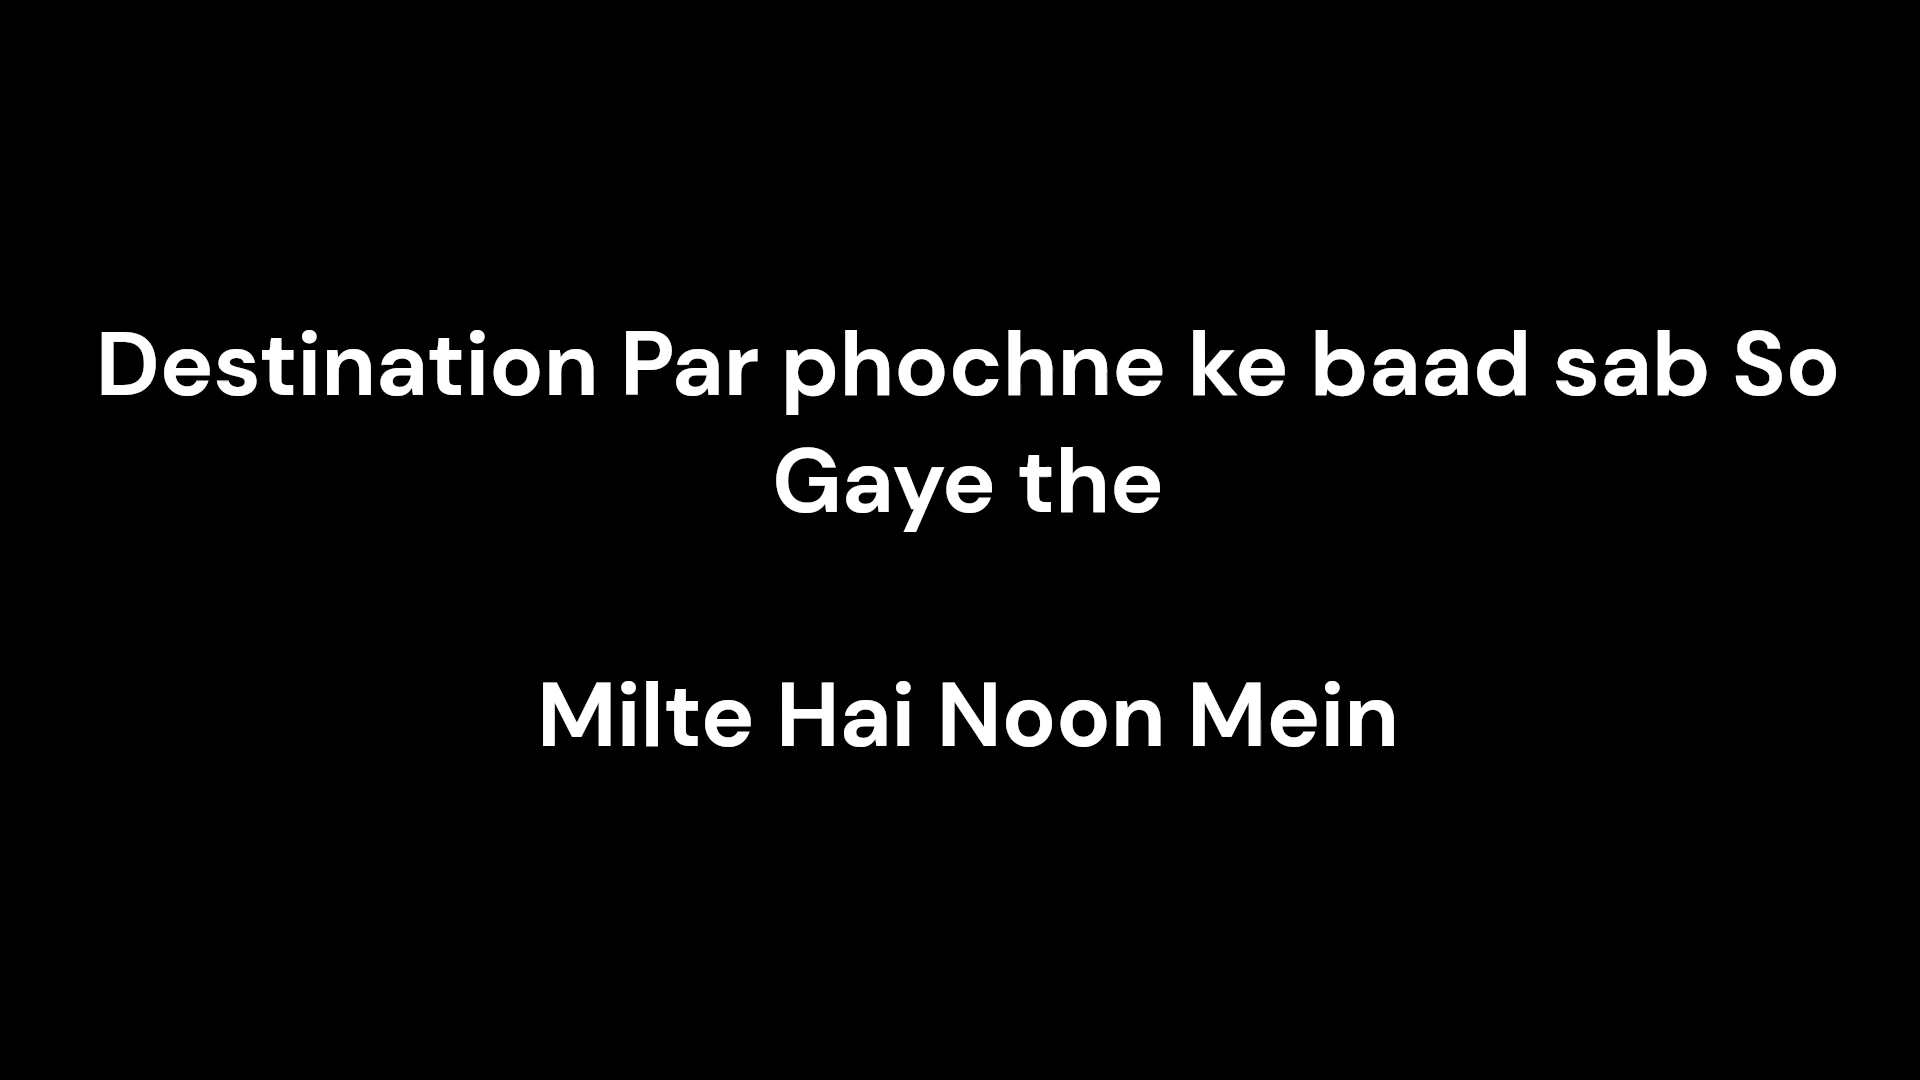 Destination Par phochne ke baad sab So
Gaye the
Milte Hai Noon Mein